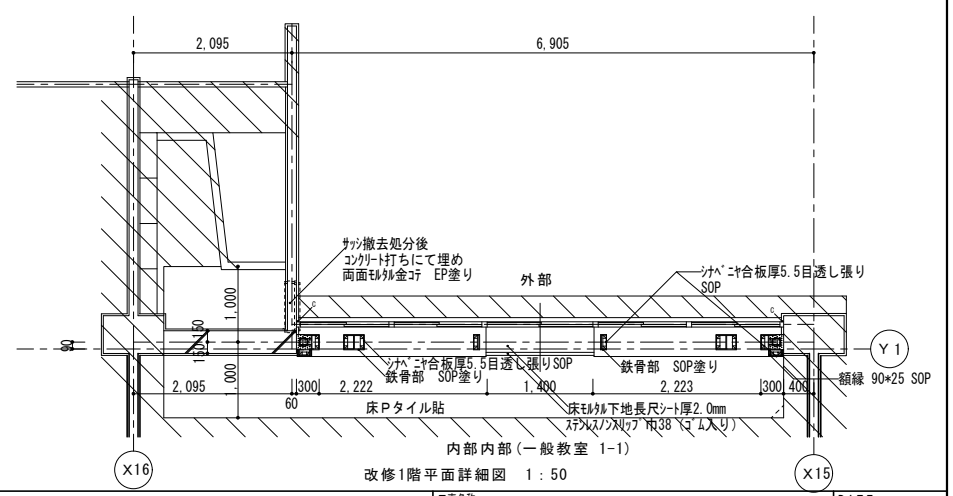 2,095
6,905
サッシ撤去処分後
コンクリート打ちにて埋め
両面モルタル金コテ EP塗り
外部
シナベニヤ合板厚5.5目透し張り
SOP
C
C
1,000
150 150
90
1,000
Y1
シナベニヤ合板厚5.5目透し張りSOP
鉄骨部 SOP塗り
鉄骨部 SOP塗り
額縁 90*25 SOP
2,095
300
2,222
1,400
2,223
300
400
60
床Pタイル貼
床モルタル下地長尺シート厚2.0mm
ステンレスノンスリップ巾38(ゴム入り)
内部内部(一般教室 1-1)
X16
改修1階平面詳細図 1:50
X15